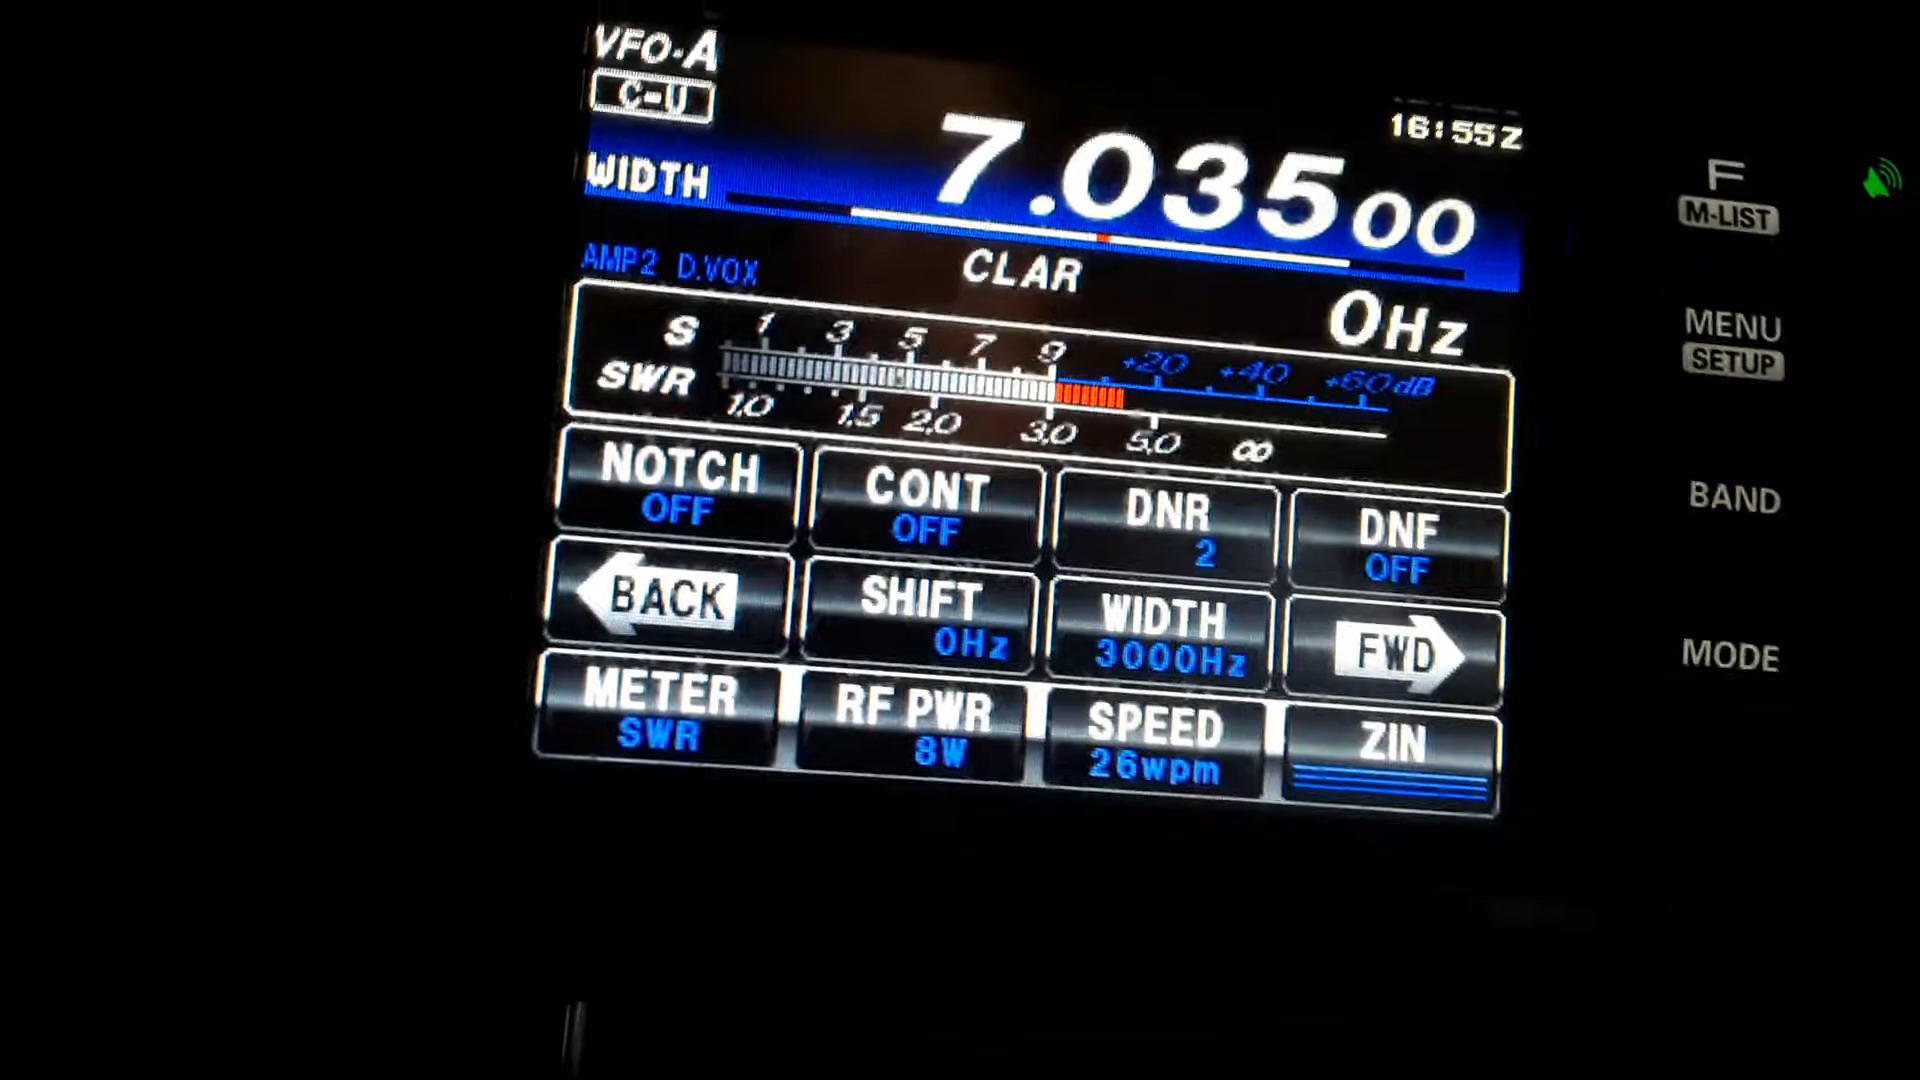 VFO-A
C-U
7.03500
16:55Z
WIDTH
AMP2 D.VOX
CLAR
0Hz
S 1 3 5 7 9 +20 +40 +60dB
SWR
1.0 1.5 2.0 3.0 5.0 ∞
NOTCH
OFF
CONT
OFF
DNR
2
DNF
OFF
BACK
SHIFT
0Hz
WIDTH
3000Hz
FWD
METER
SWR
RF PWR
8W
SPEED
26wpm
ZIN
F
M-LIST
MENU
SETUP
BAND
MODE